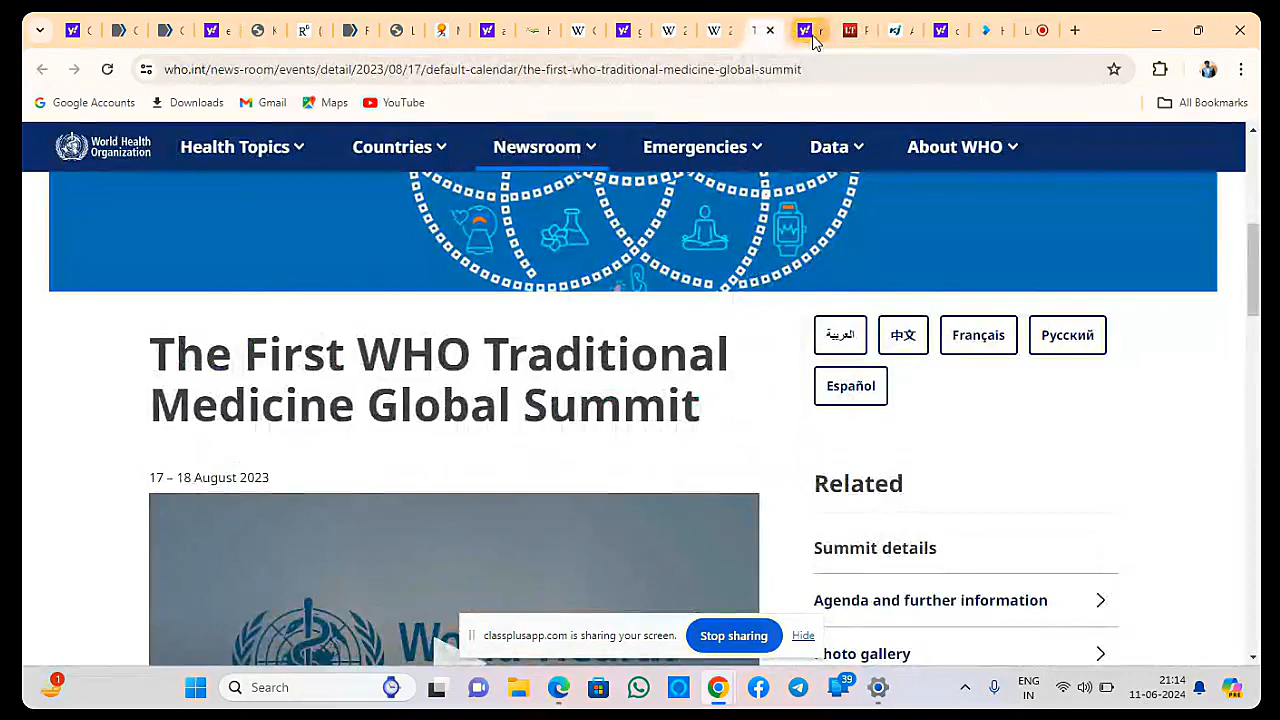 who.int/news-room/events/detail/2023/08/17/default-calendar/the-first-who-traditional-medicine-global-summit
Google Accounts
Downloads
Gmail
Maps
YouTube
All Bookmarks
World Health
Organization
Health Topics
Countries
Newsroom
Emergencies
Data
About WHO
The First WHO Traditional
Medicine Global Summit
17 – 18 August 2023
العربية
中文
Français
Русский
Español
Related
Summit details
Agenda and further information
Photo gallery
classplusapp.com is sharing your screen.
Stop sharing
Hide
1
Search
39
ENG
IN
21:14
11-06-2024
PRE